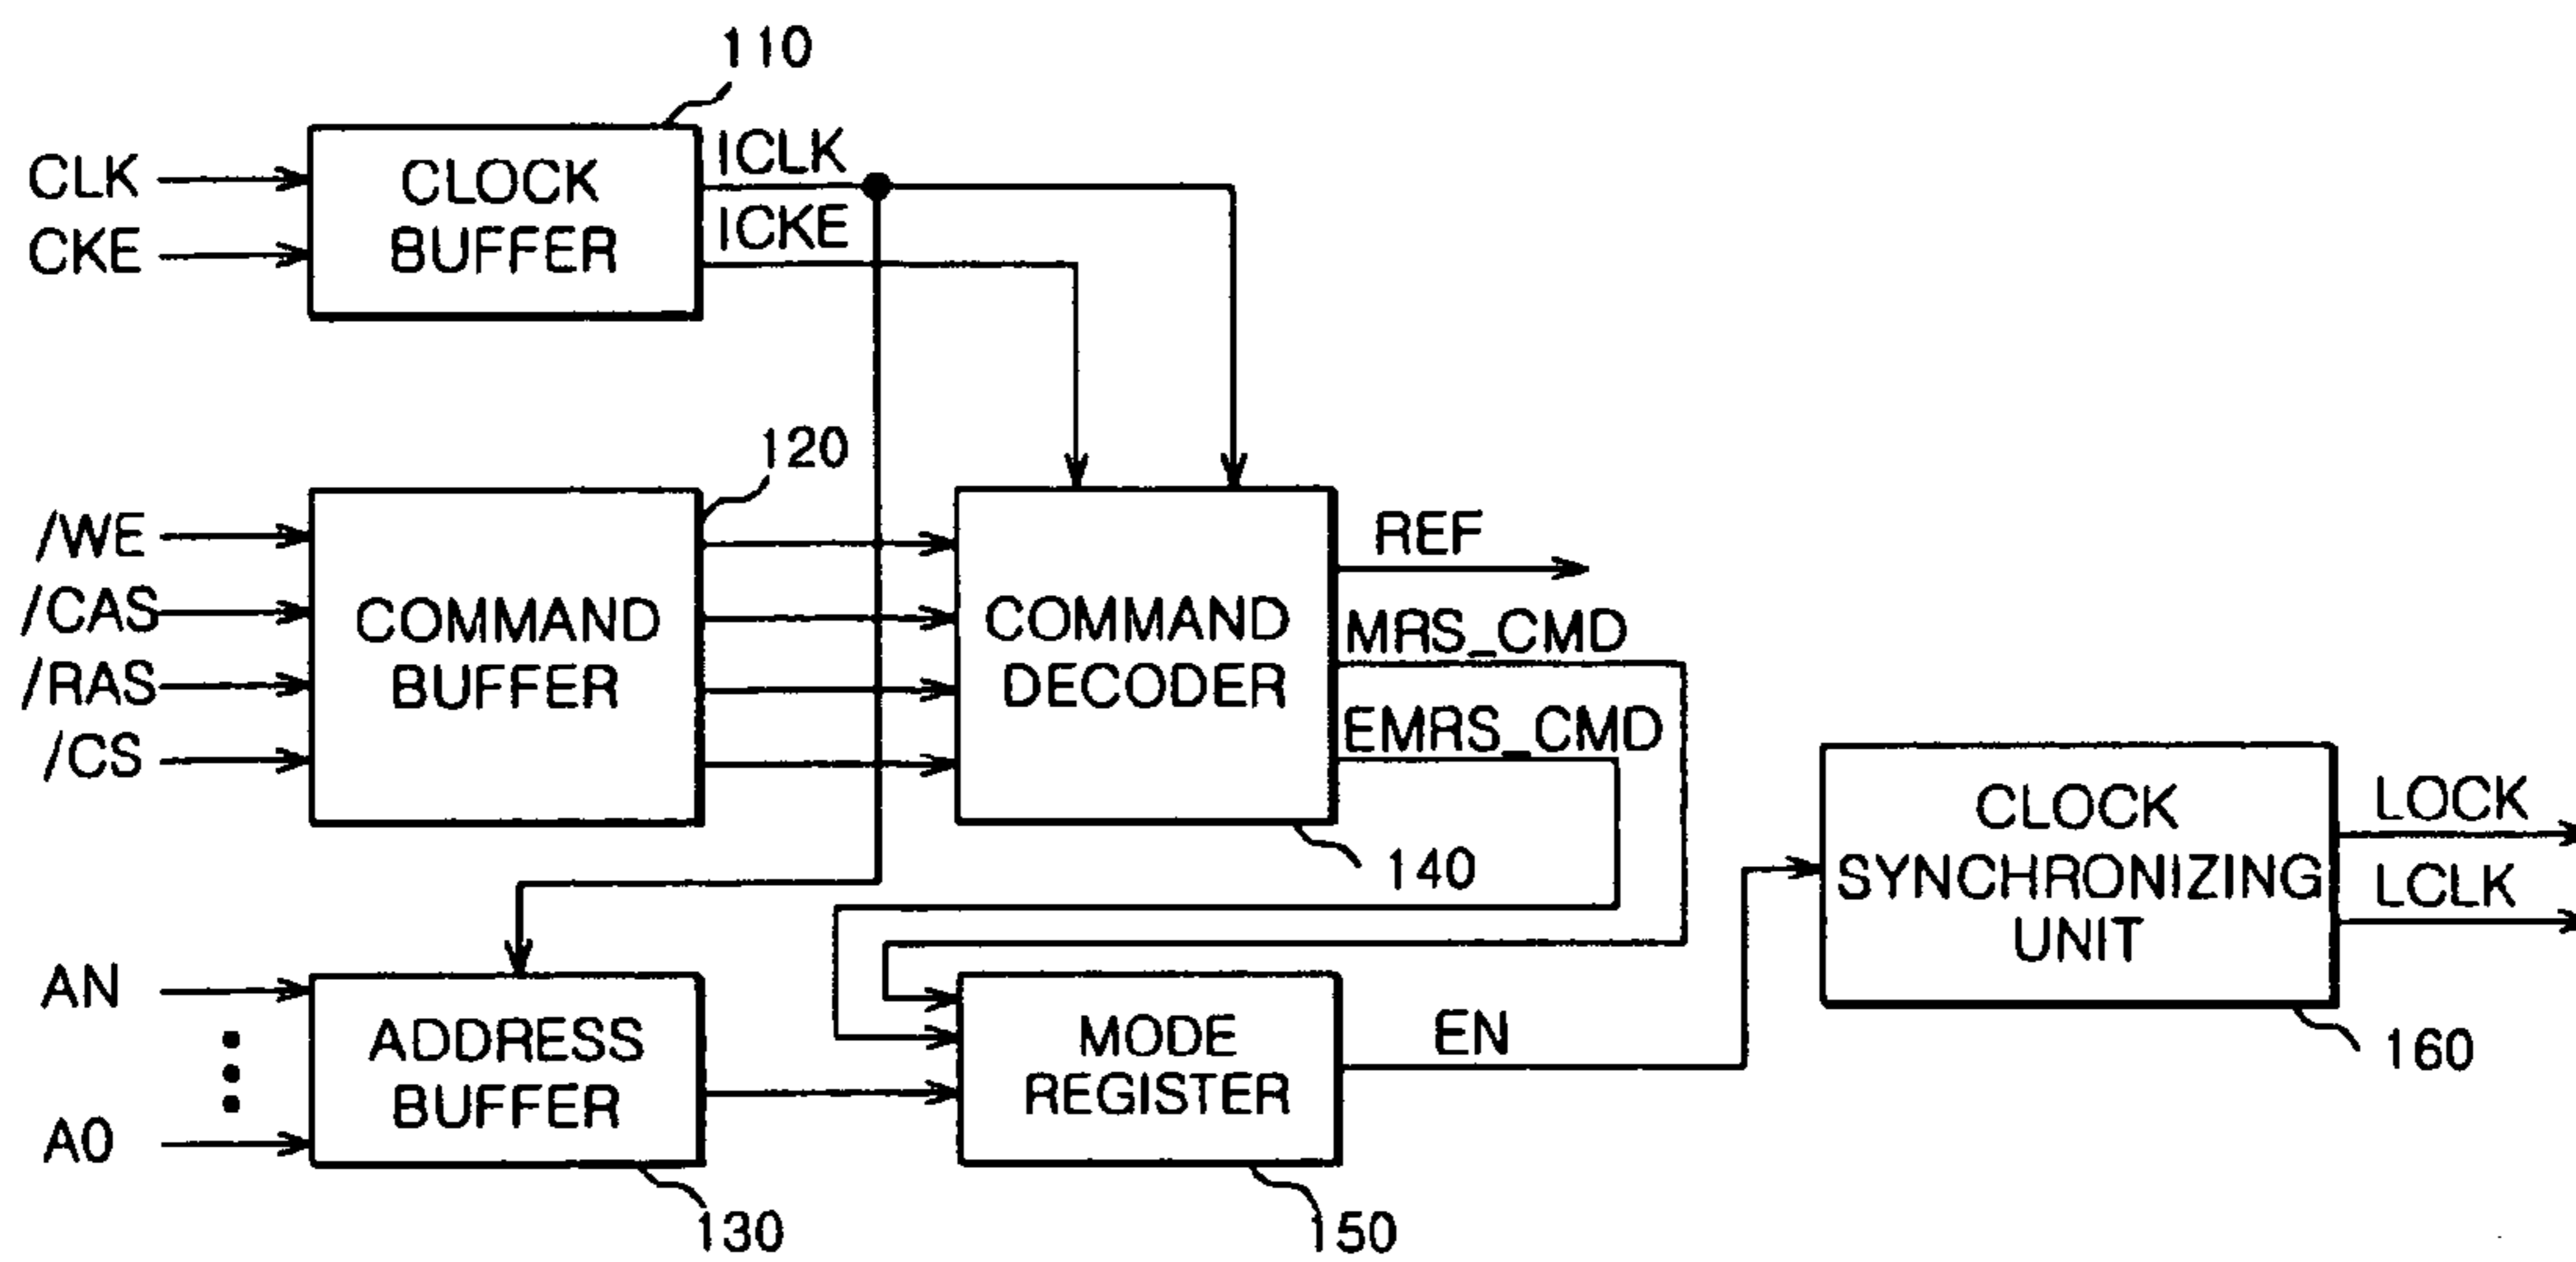 110
CLK
CKE
CLOCK
BUFFER
ICLK
ICKE
120
/WE
/CAS
/RAS
/CS
COMMAND
BUFFER
COMMAND
DECODER
REF
MRS_CMD
EMRS_CMD
140
CLOCK
SYNCHRONIZING
UNIT
LOCK
LCLK
160
AN
A0
ADDRESS
BUFFER
130
MODE
REGISTER
EN
150